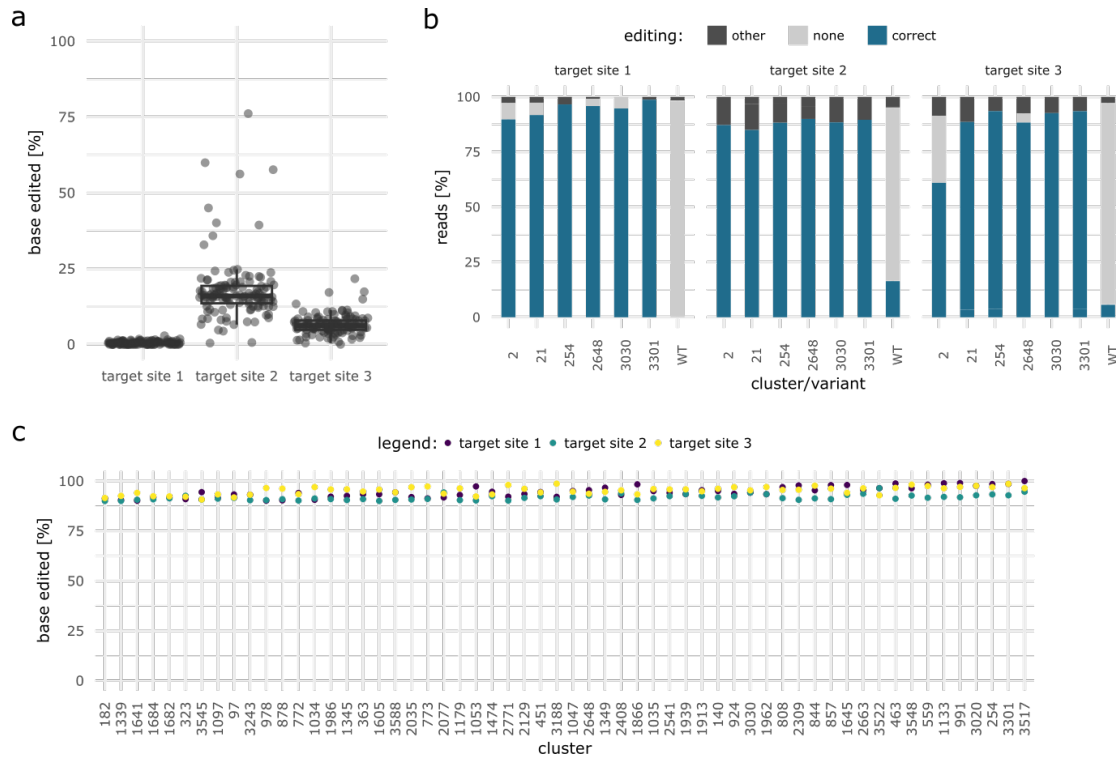 a
100
75
50
25
0
base edited [%]
target site 1 target site 2 target site 3
b
editing: other none correct
target site 1 target site 2 target site 3
100
75
50
25
0
reads [%]
2 21 254 2648 3030 3301 WT 2 21 254 2648 3030 3301 WT 2 21 254 2648 3030 3301 WT
cluster/variant
c
legend: target site 1 target site 2 target site 3
100
75
50
25
0
base edited [%]
182 1339 1641 1684 1682 323 3545 1097 97 3243 978 878 772 1034 1986 1345 363 1605 3588 2035 773 2077 1179 1053 1474 2771 2129 451 3188 1047 2648 1349 2408 1866 1035 2541 1939 1913 140 924 3030 1962 808 2309 844 857 1645 2663 3522 463 3548 559 1133 991 3020 254 3301 3517
cluster